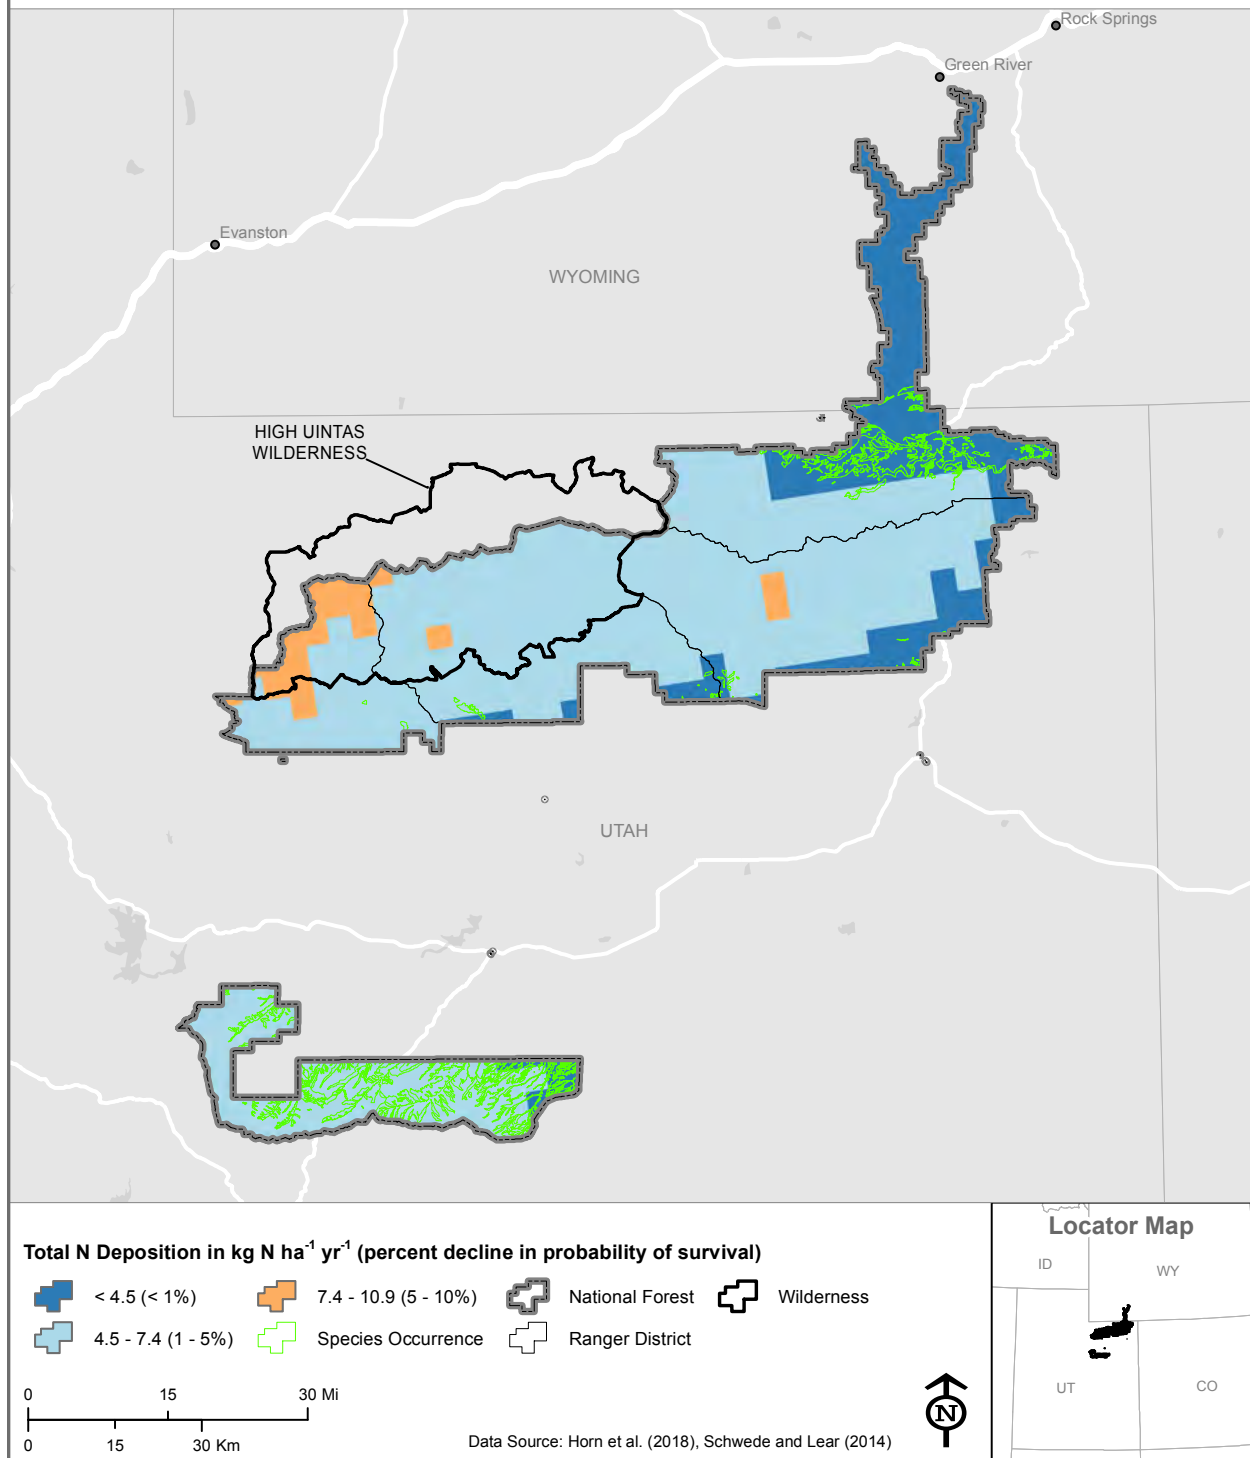 Rock Springs
Green River
Evanston
WYOMING
HIGH UINTAS
WILDERNESS
UTAH
Total N Deposition in kg N ha⁻¹ yr⁻¹ (percent decline in probability of survival)
< 4.5 (< 1%)
7.4 - 10.9 (5 - 10%)
National Forest
Wilderness
4.5 - 7.4 (1 - 5%)
Species Occurrence
Ranger District
0 15 30 Mi
0 15 30 Km
N
Data Source: Horn et al. (2018), Schwede and Lear (2014)
Locator Map
ID
WY
UT
CO